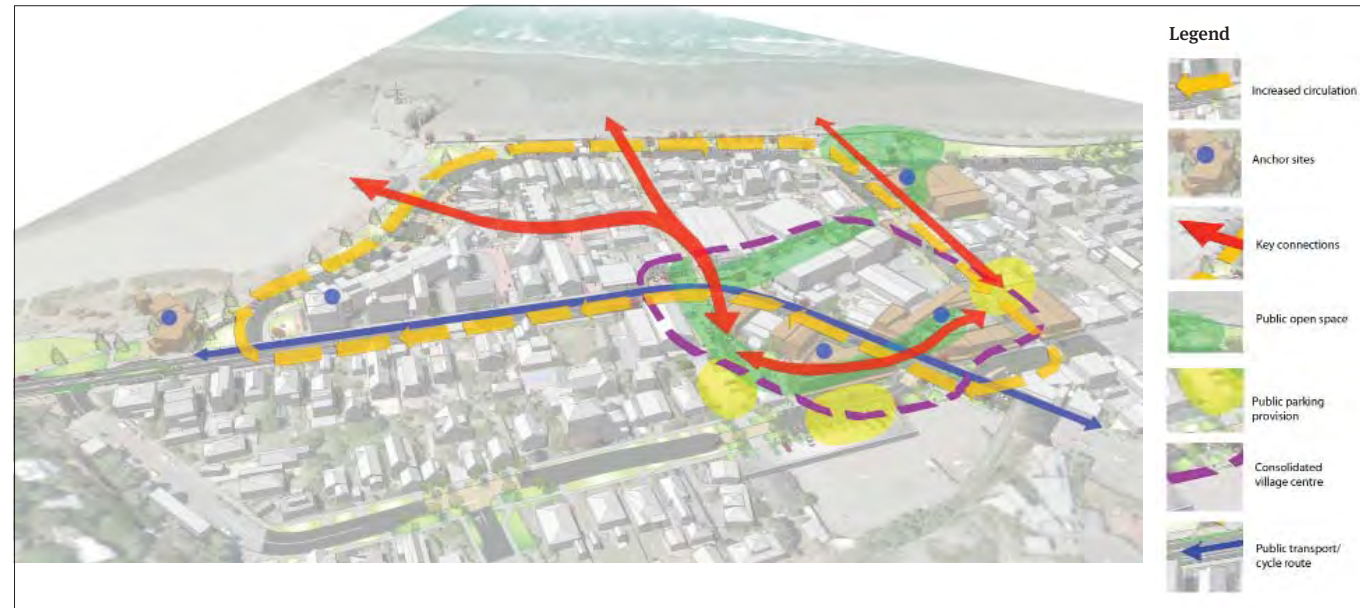 Legend
Increased circulation
Anchor sites
Key connections
Public open space
Public parking
provision
Consolidated
village centre
Public transport/
cycle route